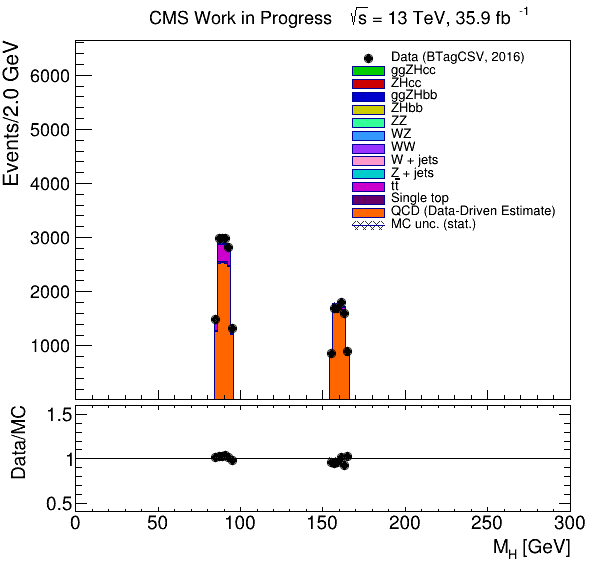 CMS Work in Progress √s = 13 TeV, 35.9 fb⁻¹
Events/2.0 GeV
6000
5000
4000
3000
2000
1000
Data (BTagCSV, 2016)
ggZHcc
ZHcc
ggZHbb
ZHbb
ZZ
WZ
WW
W + jets
Z + jets
tt̅
Single top
QCD (Data-Driven Estimate)
MC unc. (stat.)
Data/MC
1.5
1
0.5
0 50 100 150 200 250 300
M_H [GeV]